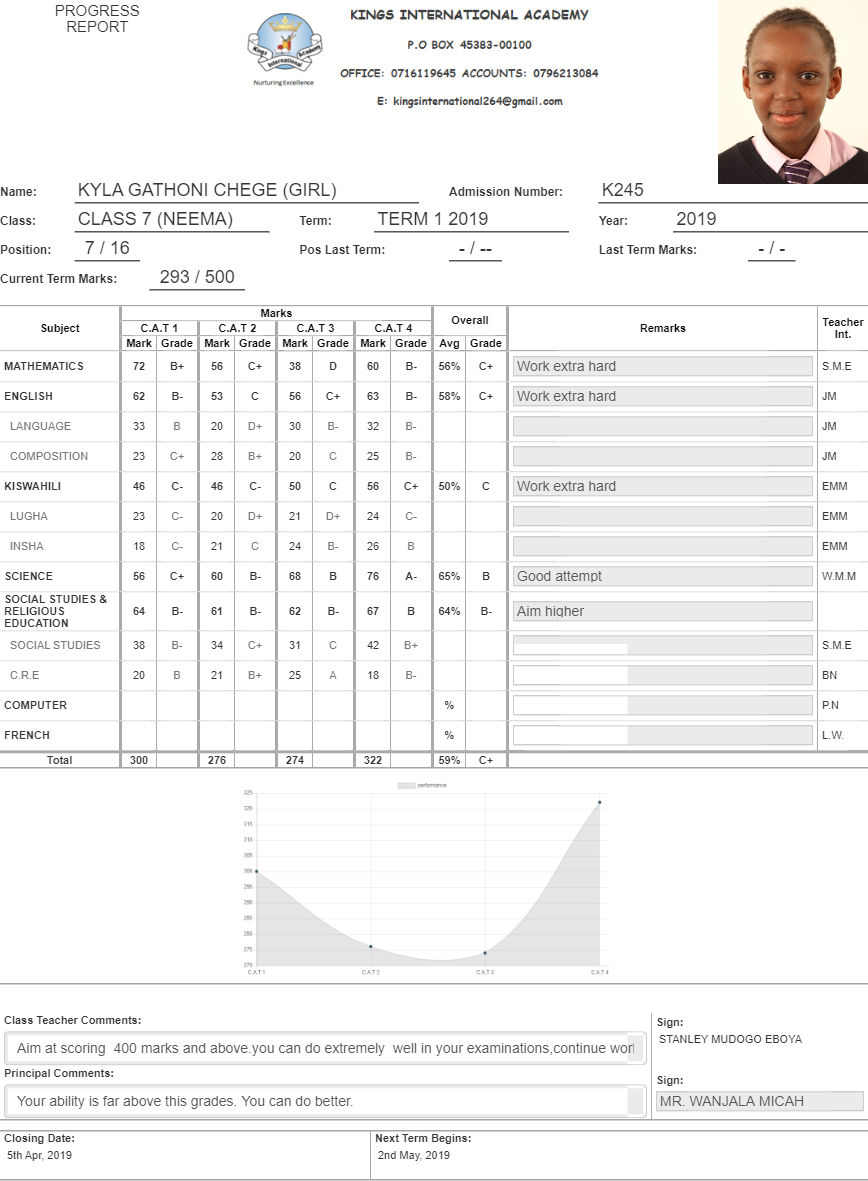 PROGRESS
REPORT
Kings International Academy
Nurturing Excellence
KINGS INTERNATIONAL ACADEMY
P.O BOX 45383-00100
OFFICE: 0716119645 ACCOUNTS: 0796213084
E: kingsinternational264@gmail.com
Name: KYLA GATHONI CHEGE (GIRL) Admission Number: K245
Class: CLASS 7 (NEEMA) Term: TERM 1 2019 Year: 2019
Position: 7 / 16 Pos Last Term: - / -- Last Term Marks: - / -
Current Term Marks: 293 / 500
Subject Marks Overall Remarks Teacher Int.
C.A.T 1 C.A.T 2 C.A.T 3 C.A.T 4
Mark Grade Mark Grade Mark Grade Mark Grade Avg Grade
MATHEMATICS 72 B+ 56 C+ 38 D 60 B- 56% C+ Work extra hard S.M.E
ENGLISH 62 B- 53 C 56 C+ 63 B- 58% C+ Work extra hard JM
LANGUAGE 33 B 20 D+ 30 B- 32 B- JM
COMPOSITION 23 C+ 28 B+ 20 C 25 B- JM
KISWAHILI 46 C- 46 C- 50 C 56 C+ 50% C Work extra hard EMM
LUGHA 23 C- 20 D+ 21 D+ 24 C- EMM
INSHA 18 C- 21 C 24 B- 26 B EMM
SCIENCE 56 C+ 60 B- 68 B 76 A- 65% B Good attempt W.M.M
SOCIAL STUDIES &
RELIGIOUS
EDUCATION 64 B- 61 B- 62 B- 67 B 64% B- Aim higher
SOCIAL STUDIES 38 B- 34 C+ 31 C 42 B+ S.M.E
C.R.E 20 B 21 B+ 25 A 18 B- BN
COMPUTER % P.N
FRENCH % L.W.
Total 300 276 274 322 59% C+
performance
325
320
315
310
305
300
295
290
285
280
275
270
CAT1 CAT2 CAT3 CAT4
Class Teacher Comments:
Sign:
Aim at scoring 400 marks and above.you can do extremely well in your examinations,continue wor
STANLEY MUDOGO EBOYA
Principal Comments:
Sign:
Your ability is far above this grades. You can do better.
MR. WANJALA MICAH
Closing Date: Next Term Begins:
5th Apr, 2019 2nd May, 2019